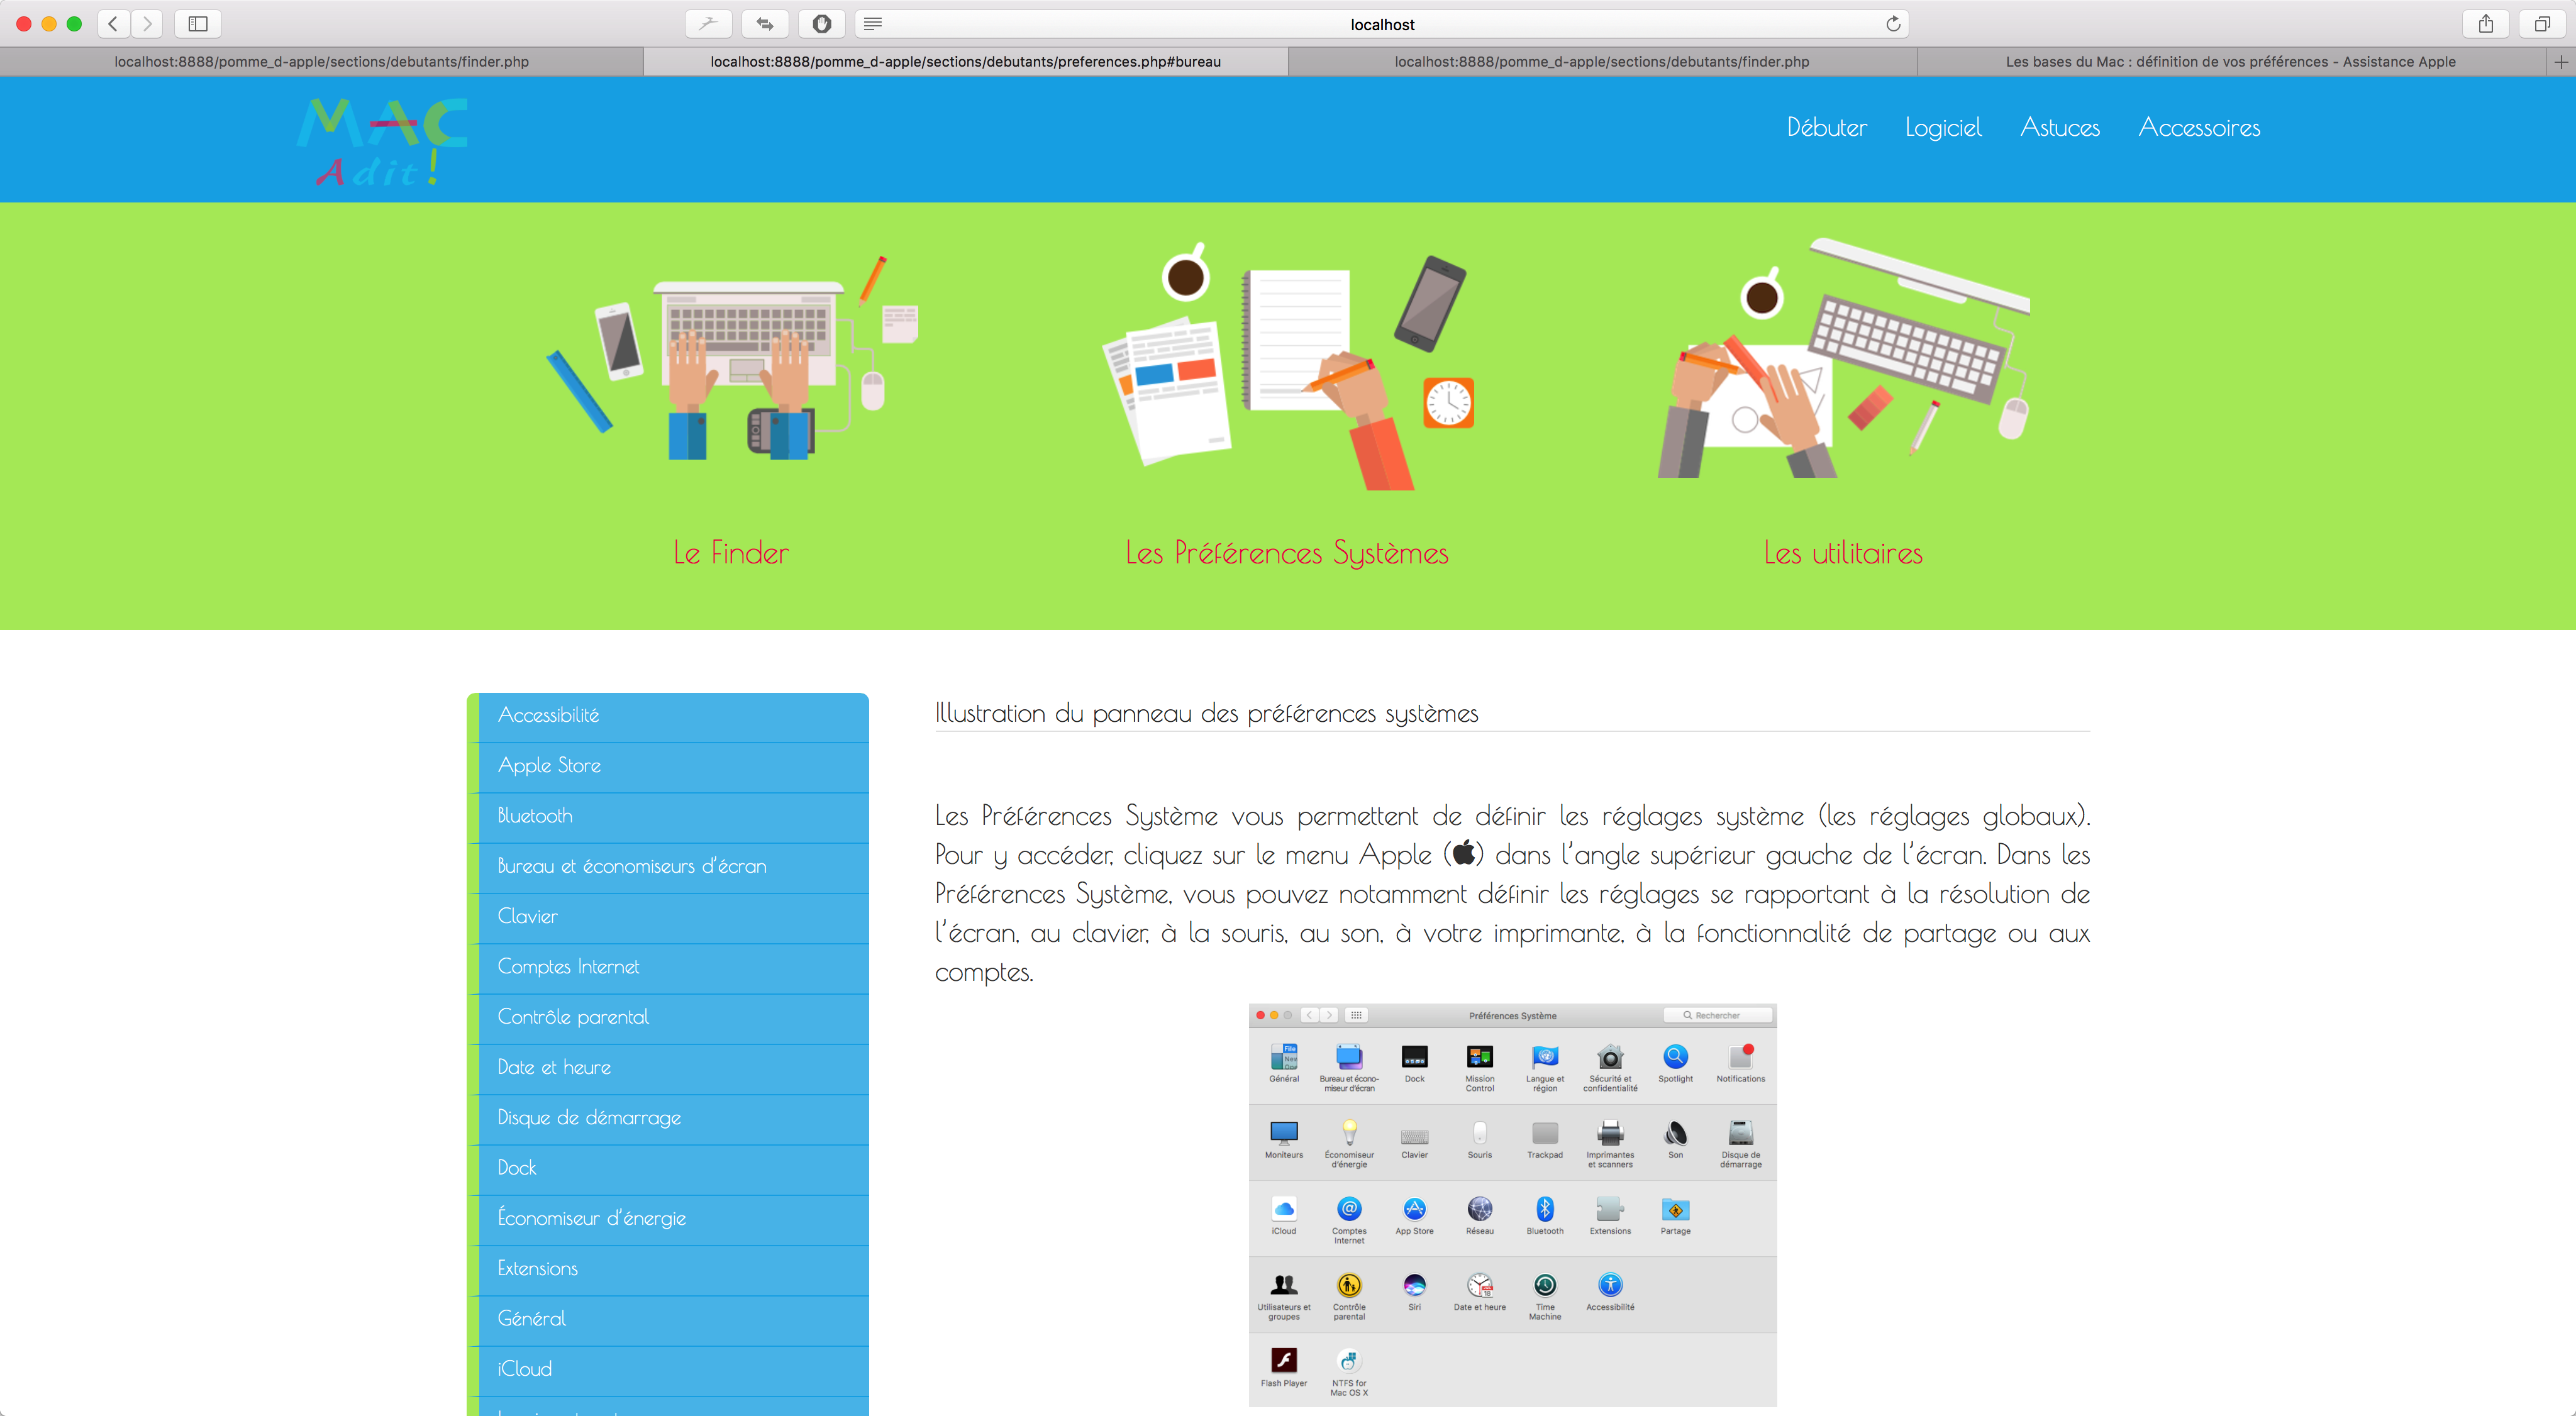 localhost
localhost:8888/pomme_d-apple/sections/debutants/finder.php
localhost:8888/pomme_d-apple/sections/debutants/preferences.php#bureau
localhost:8888/pomme_d-apple/sections/debutants/finder.php
Les bases du Mac : définition de vos préférences - Assistance Apple
MAC
Adit!
Débuter
Logiciel
Astuces
Accessoires
Le Finder
Les Préférences Systèmes
Les utilitaires
Accessibilité
Apple Store
Bluetooth
Bureau et économiseurs d'écran
Clavier
Comptes Internet
Contrôle parental
Date et heure
Disque de démarrage
Dock
Économiseur d'énergie
Extensions
Général
iCloud
Illustration du panneau des préférences systèmes
Les Préférences Système vous permettent de définir les réglages système (les réglages globaux).
Pour y accéder, cliquez sur le menu Apple () dans l'angle supérieur gauche de l'écran. Dans les
Préférences Système, vous pouvez notamment définir les réglages se rapportant à la résolution de
l'écran, au clavier, à la souris, au son, à votre imprimante, à la fonctionnalité de partage ou aux
comptes.
Préférences Système
Rechercher
Général
Bureau et écono-
miseur d'écran
Dock
Mission
Control
Langue et
région
Sécurité et
confidentialité
Spotlight
Notifications
Moniteurs
Économiseur
d'énergie
Clavier
Souris
Trackpad
Imprimantes
et scanners
Son
Disque de
démarrage
iCloud
Comptes
Internet
App Store
Réseau
Bluetooth
Extensions
Partage
Utilisateurs et
groupes
Contrôle
parental
Siri
Date et heure
Time
Machine
Accessibilité
Flash Player
NTFS for
Mac OS X